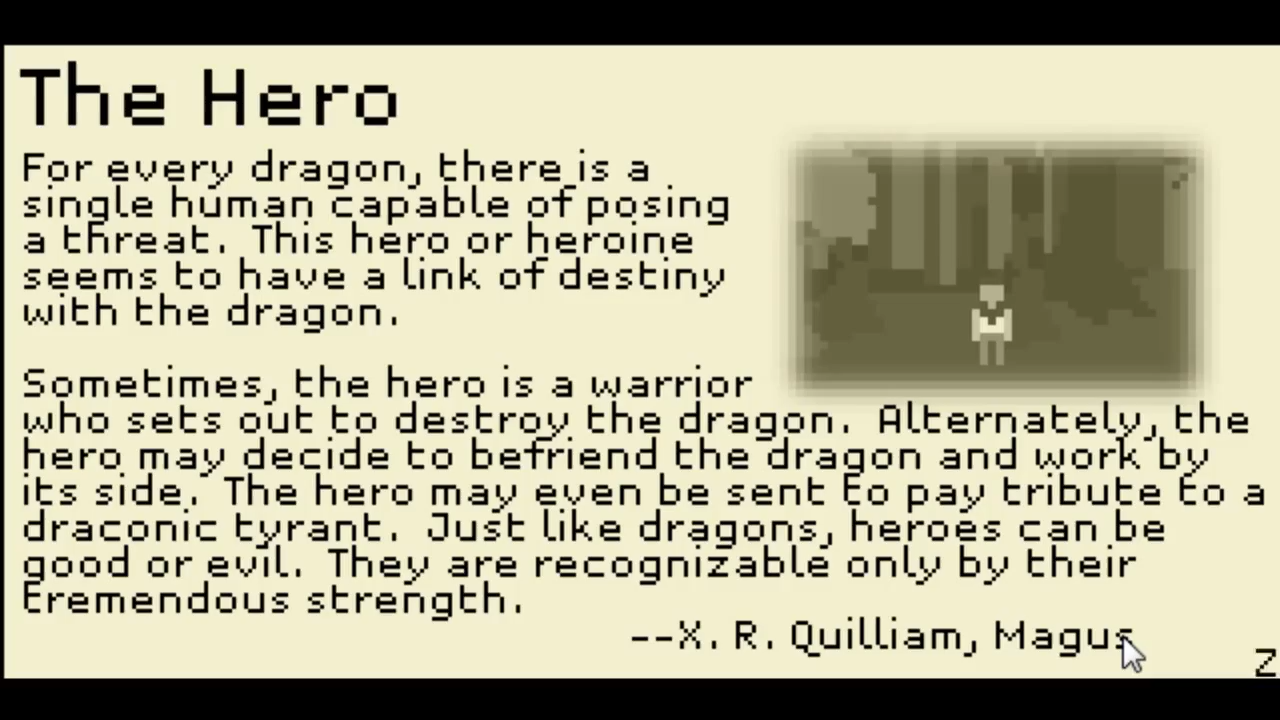 The Hero
For every dragon, there is a
single human capable of posing
a threat. This hero or heroine
seems to have a link of destiny
with the dragon.
Sometimes, the hero is a warrior
who sets out to destroy the dragon. Alternately, the
hero may decide to befriend the dragon and work by
its side. The hero may even be sent to pay tribute to a
draconic tyrant. Just like dragons, heroes can be
good or evil. They are recognizable only by their
tremendous strength.
--X. R. Quilliam, Magus
Z